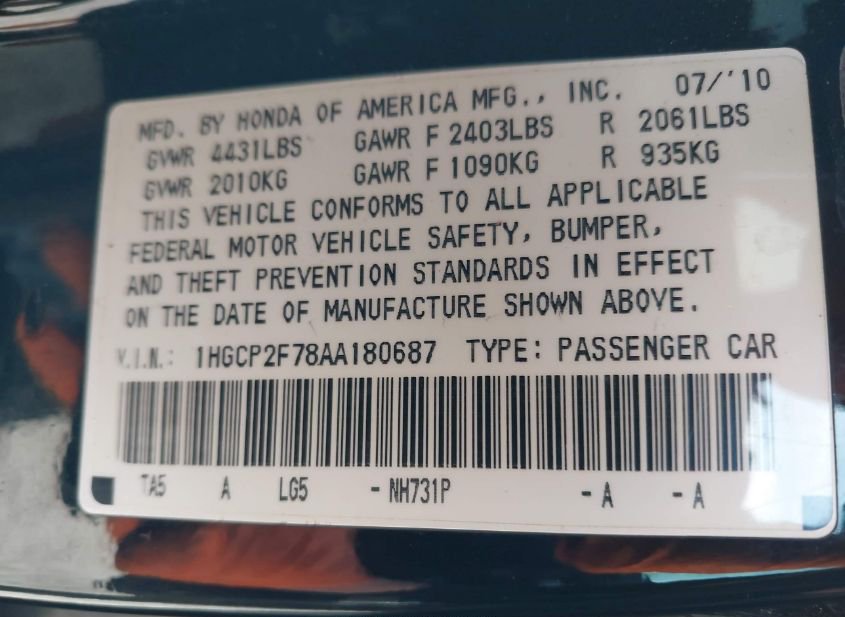 MFD. BY HONDA OF AMERICA MFG., INC. 07/'10
GVWR 4431LBS GAWR F 2403LBS R 2061LBS
GVWR 2010KG GAWR F 1090KG R 935KG
THIS VEHICLE CONFORMS TO ALL APPLICABLE
FEDERAL MOTOR VEHICLE SAFETY, BUMPER,
AND THEFT PREVENTION STANDARDS IN EFFECT
ON THE DATE OF MANUFACTURE SHOWN ABOVE.
V.I.N.: 1HGCP2F78AA180687 TYPE: PASSENGER CAR
TA5 A LG5 - NH731P - A - A